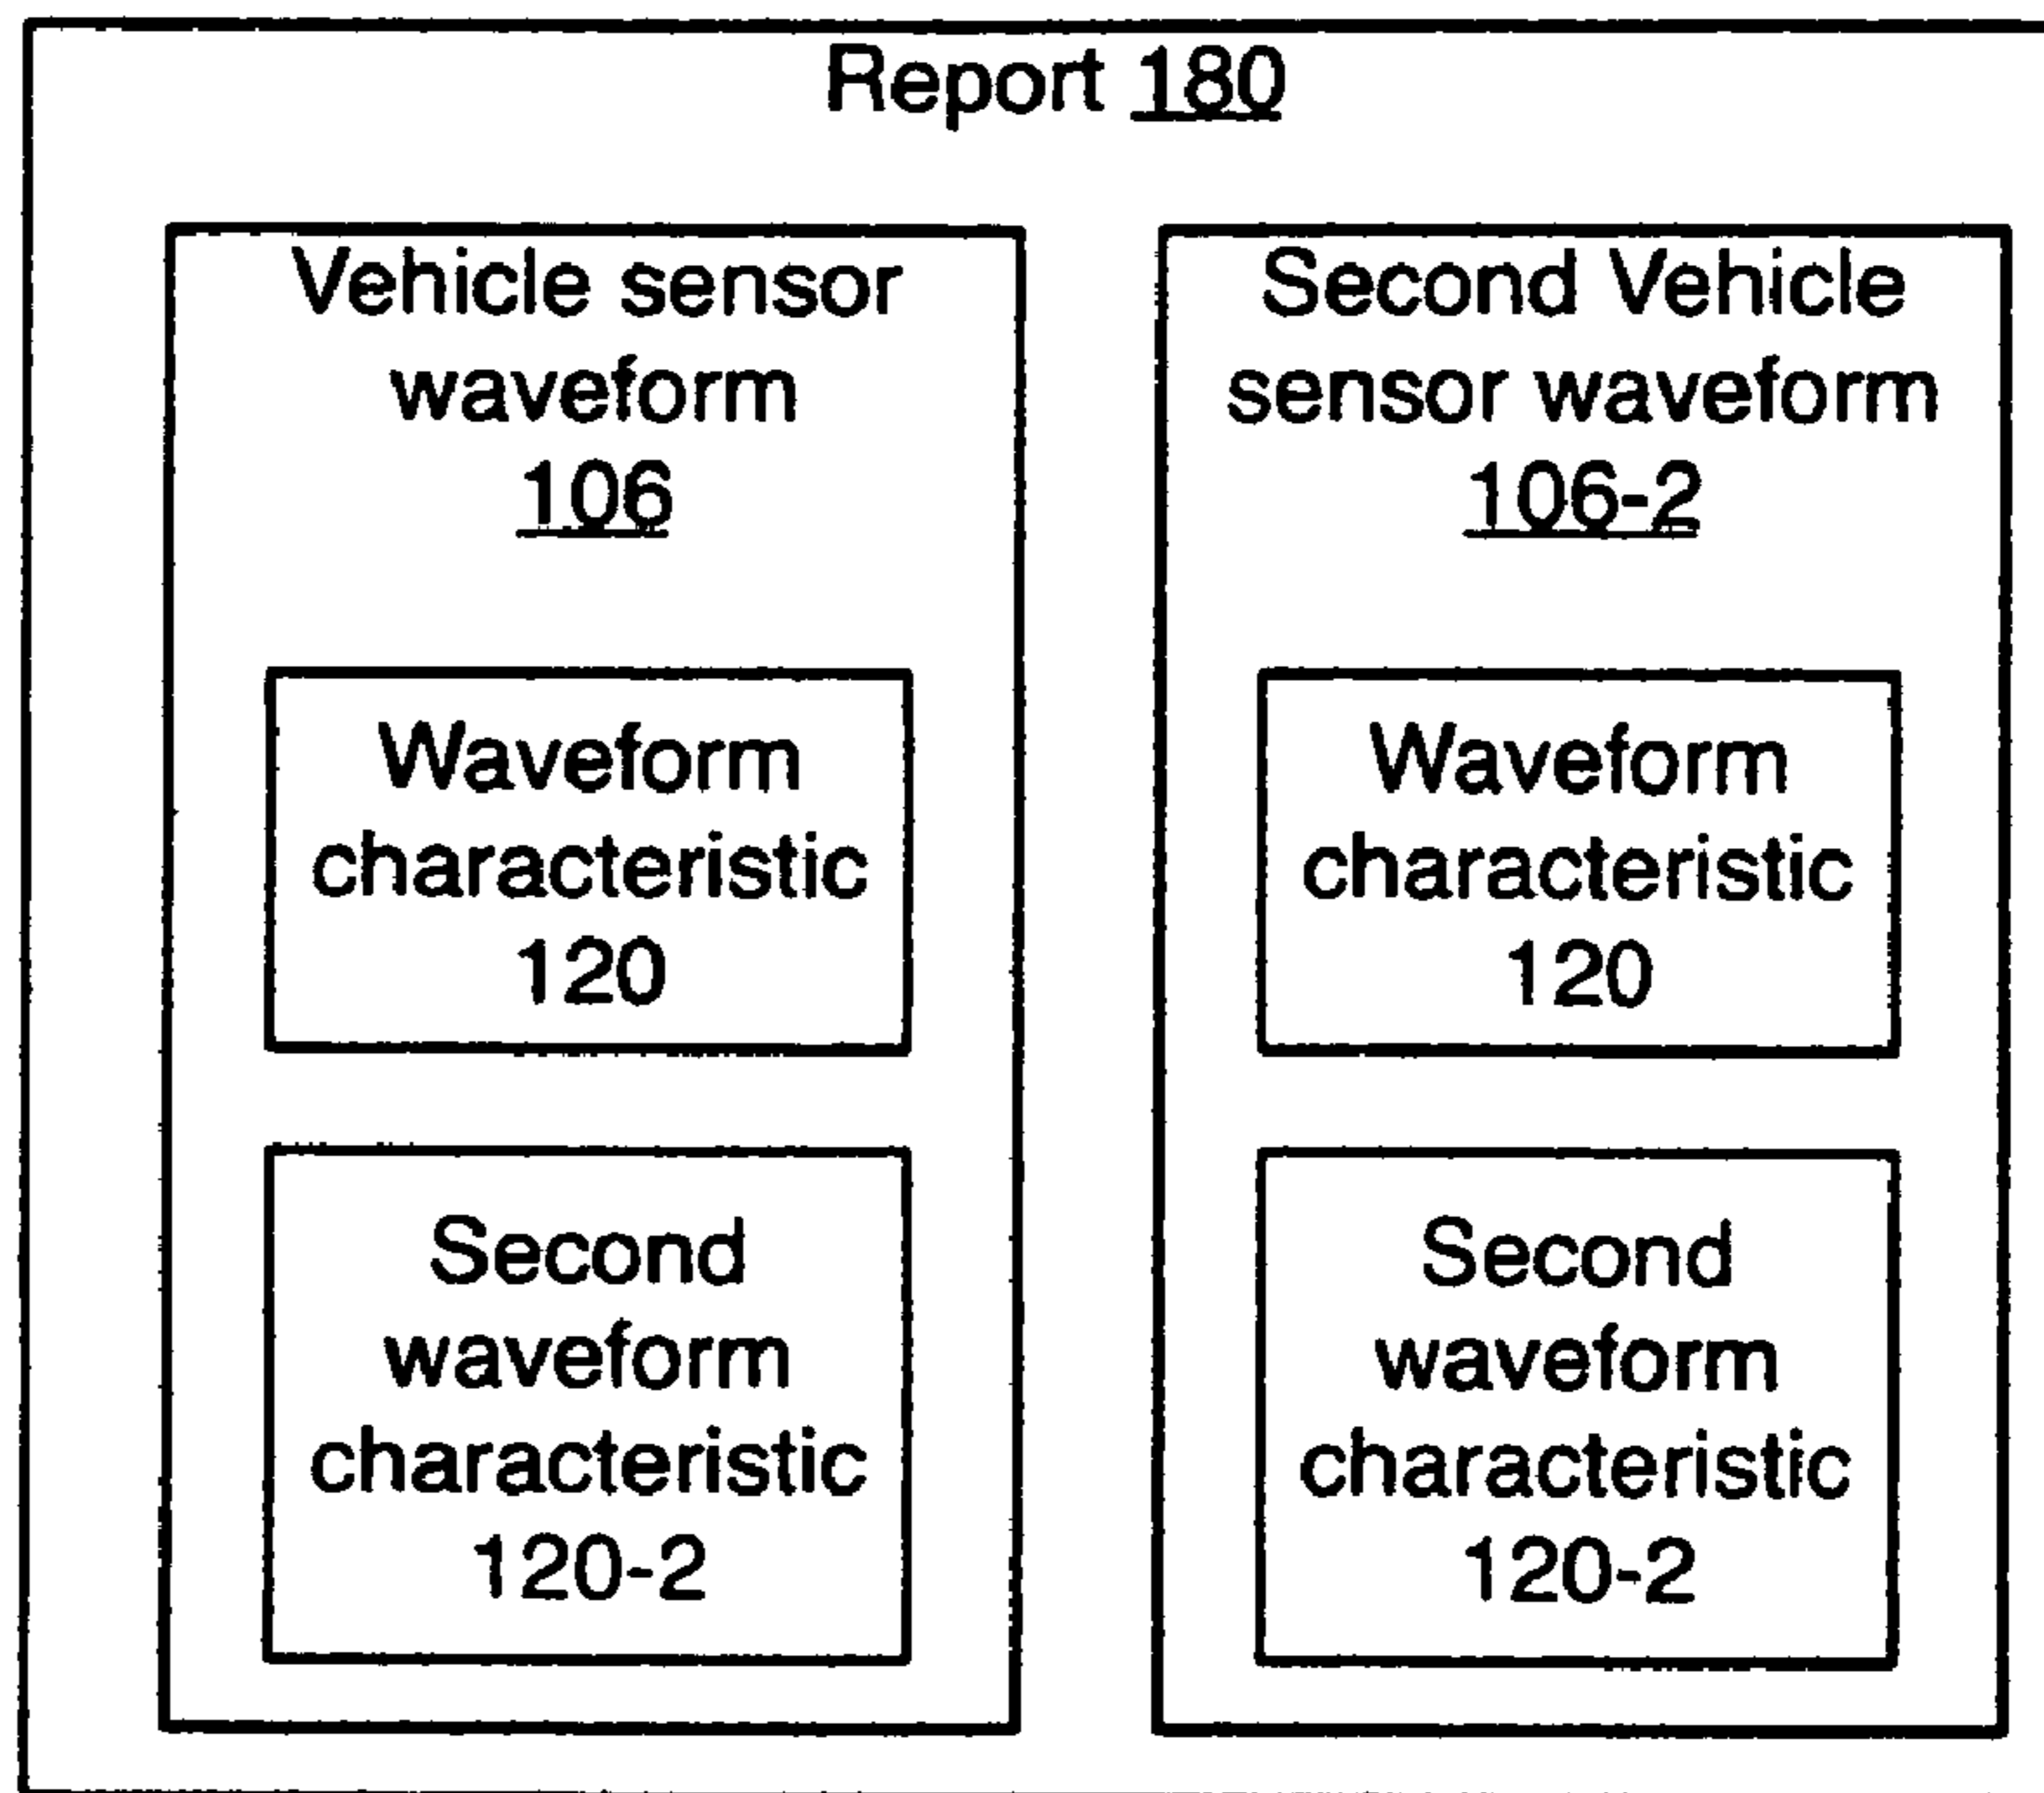 Report 180
Vehicle sensor
waveform
106
Waveform
characteristic
120
Second
waveform
characteristic
120-2
Second Vehicle
sensor waveform
106-2
Waveform
characteristic
120
Second
waveform
characteristic
120-2